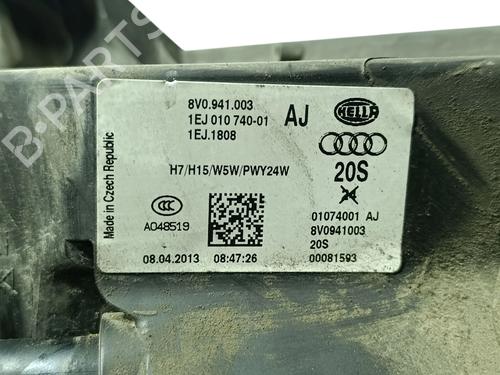 B-PARTS
8V0.941.003
1EJ 010 740-01 AJ
1EJ.1808
HELLA
H7/H15/W5W/PWY24W
20S
Made in Czech Republic
CCC
A048519
01074001 AJ
8V0941003
20S
00081593
08.04.2013 08:47:26